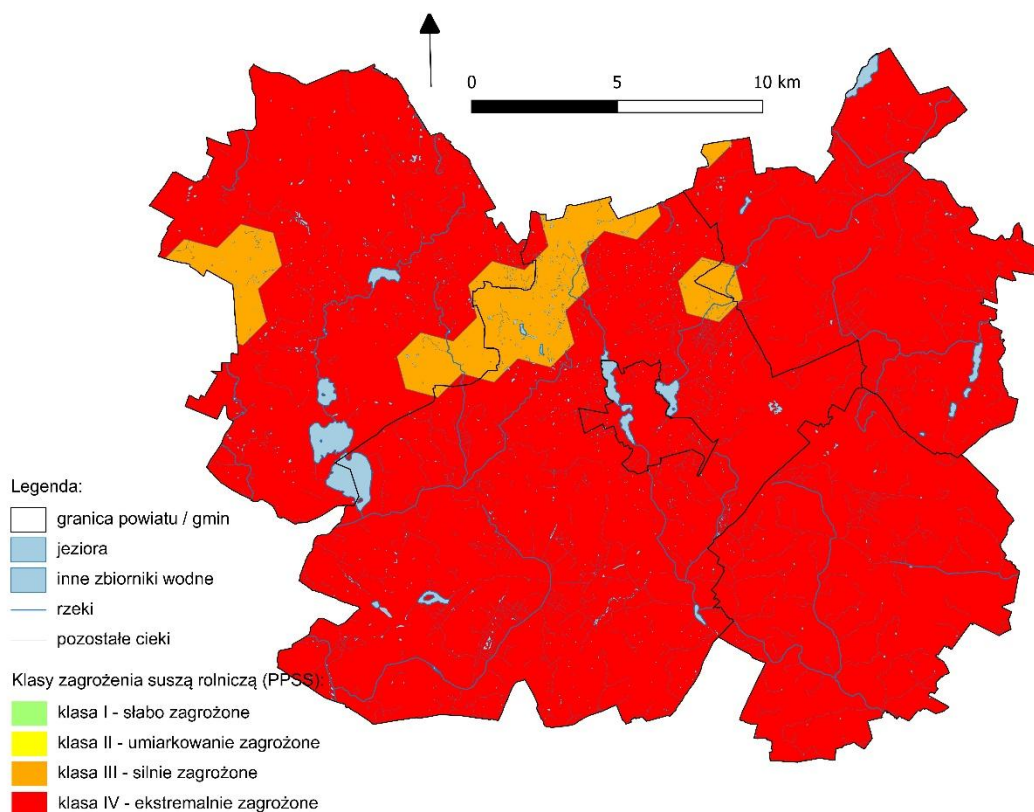 0 5 10 km
Legenda:
granica powiatu / gmin
jeziora
inne zbiorniki wodne
rzeki
pozostałe cieki
Klasy zagrożenia suszą rolniczą (PPSS):
klasa I - słabo zagrożone
klasa II - umiarkowanie zagrożone
klasa III - silnie zagrożone
klasa IV - ekstremalnie zagrożone